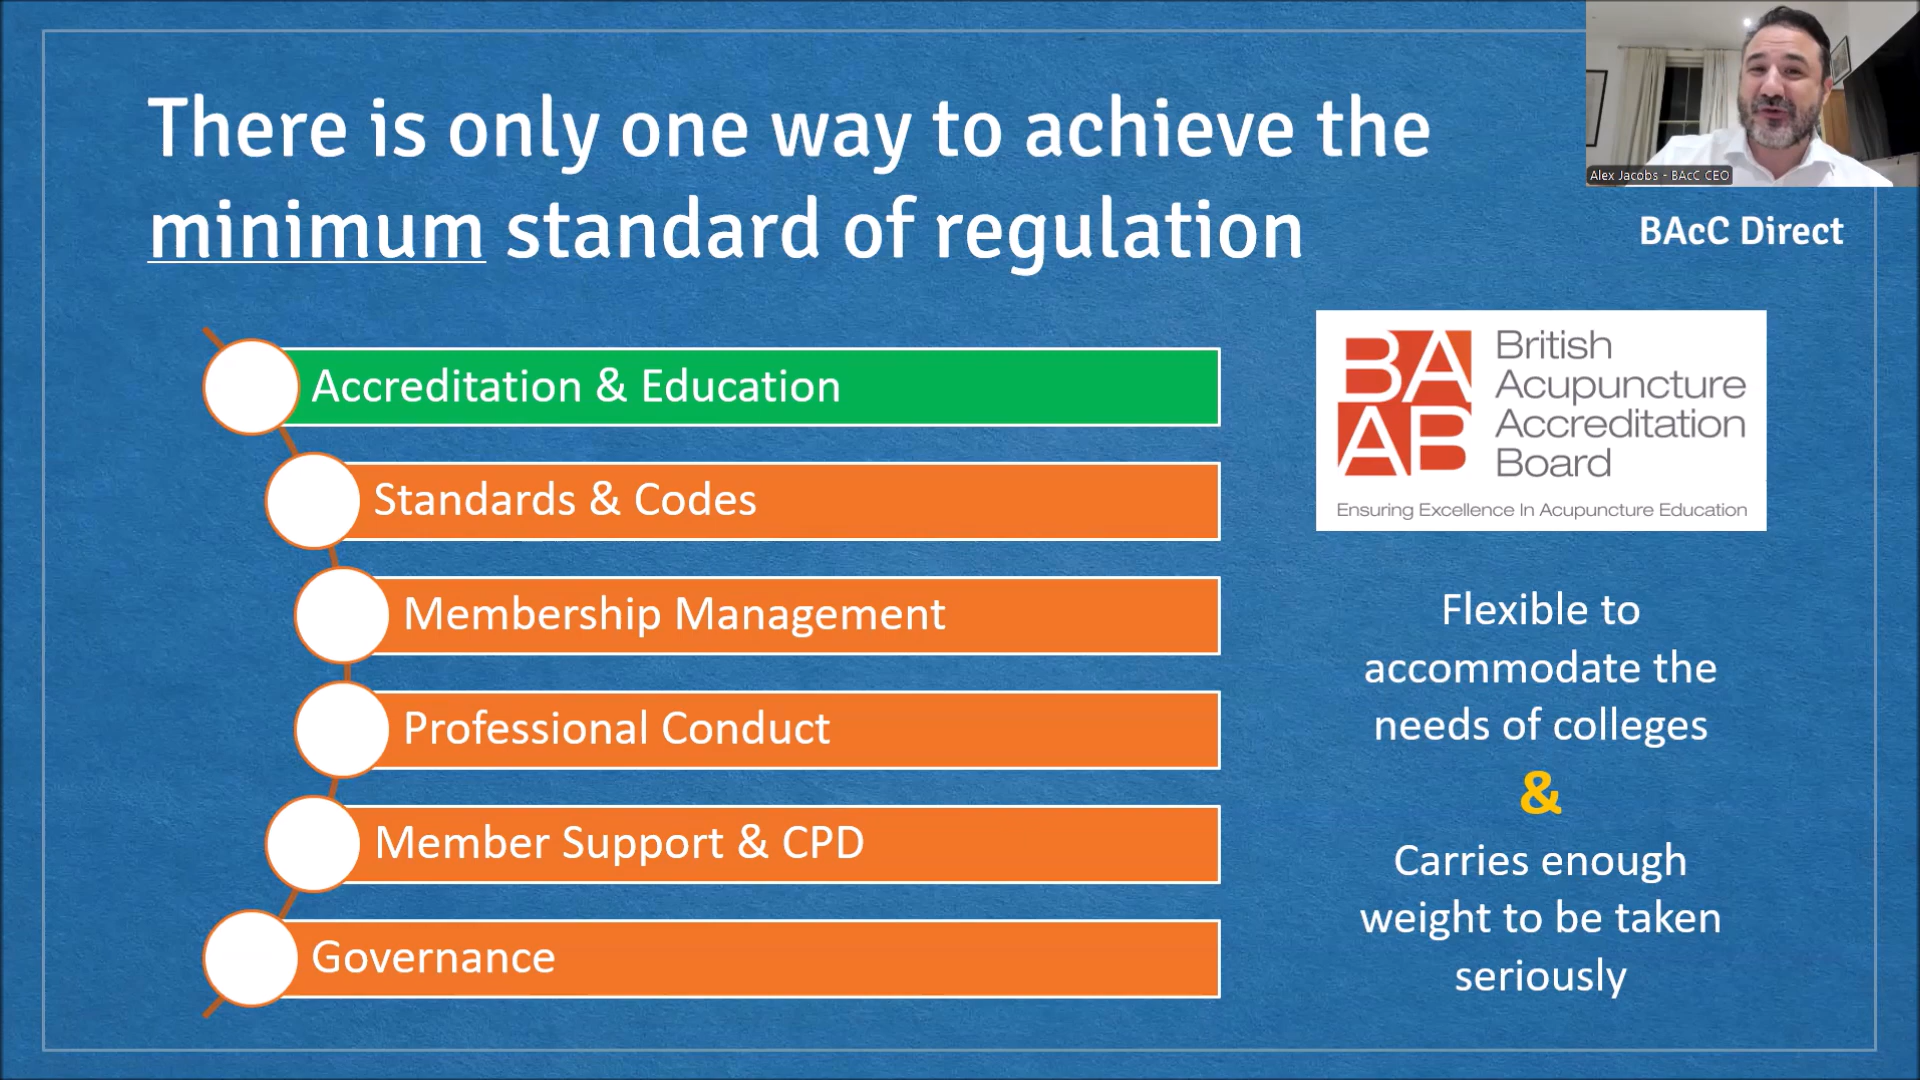 There is only one way to achieve the
minimum standard of regulation
Alex Jacobs - BAcC CEO
BAcC Direct
Accreditation & Education
Standards & Codes
Membership Management
Professional Conduct
Member Support & CPD
Governance
BA
AB
British
Acupuncture
Accreditation
Board
Ensuring Excellence In Acupuncture Education
Flexible to
accommodate the
needs of colleges
&
Carries enough
weight to be taken
seriously